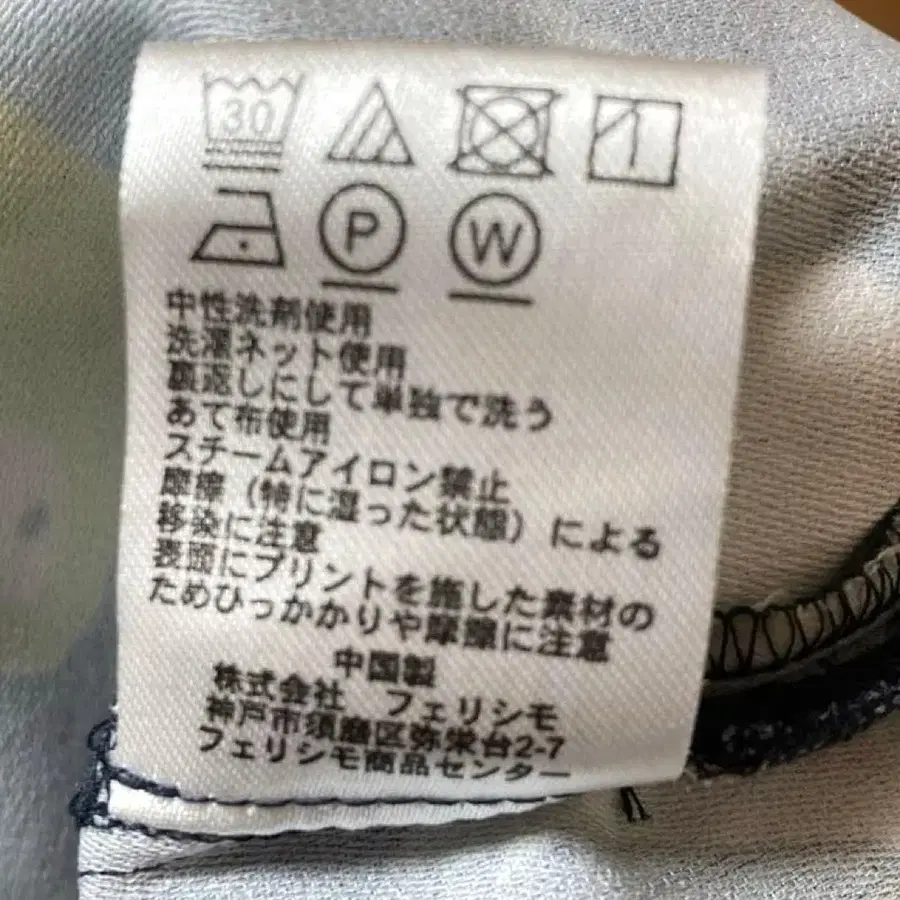 30
P W
中性洗剤使用
洗濯ネット使用
裏返しにして単独で洗う
あて布使用
スチームアイロン禁止
摩擦（特に湿った状態）による
移染に注意
表面にプリントを施した素材の
ためひっかかりや摩擦に注意
中国製
株式会社 フェリシモ
神戸市須磨区弥栄台2-7
フェリシモ商品センター